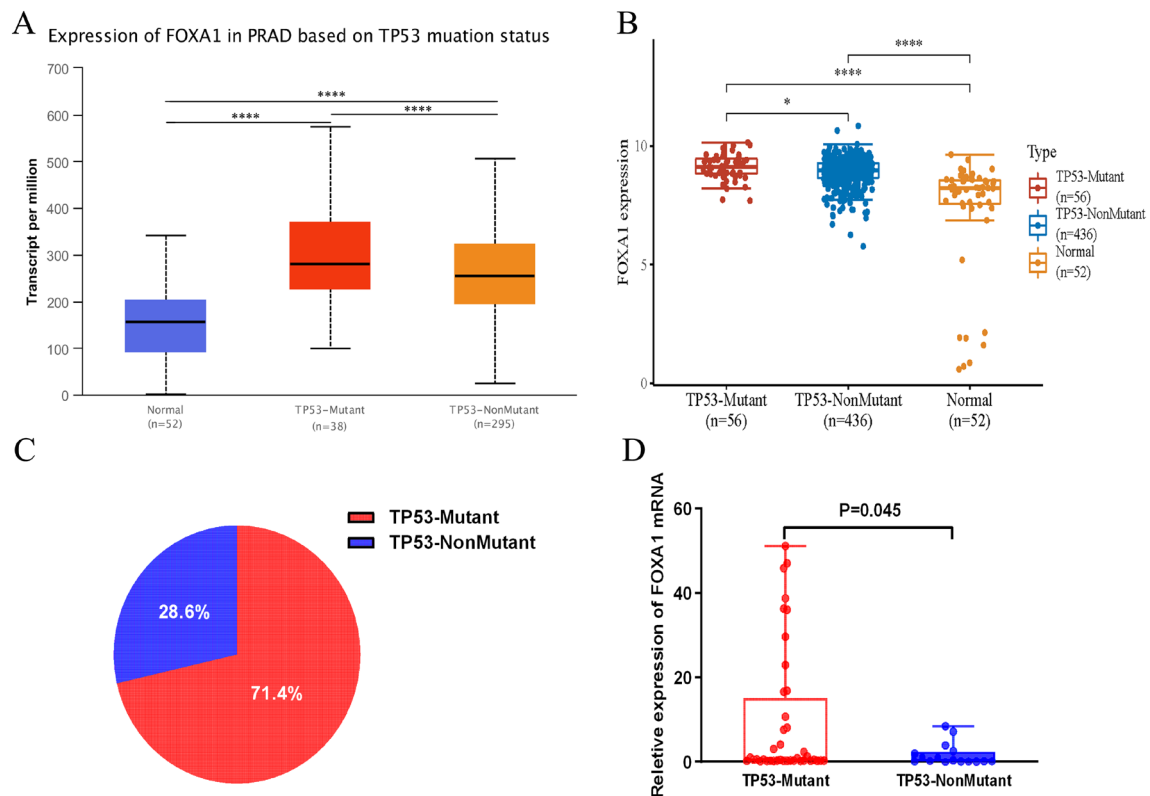 A
Expression of FOXA1 in PRAD based on TP53 muation status
Transcript per million
700
600
500
400
300
200
100
0
****
****
****
Normal
(n=52)
TP53-Mutant
(n=38)
TP53-NonMutant
(n=295)
B
FOXA1 expression
10
5
0
****
****
*
TP53-Mutant
(n=56)
TP53-NonMutant
(n=436)
Normal
(n=52)
Type
TP53-Mutant
(n=56)
TP53-NonMutant
(n=436)
Normal
(n=52)
C
TP53-Mutant
TP53-NonMutant
28.6%
71.4%
D
Reletive expression of FOXA1 mRNA
60
40
20
0
P=0.045
TP53-Mutant
TP53-NonMutant